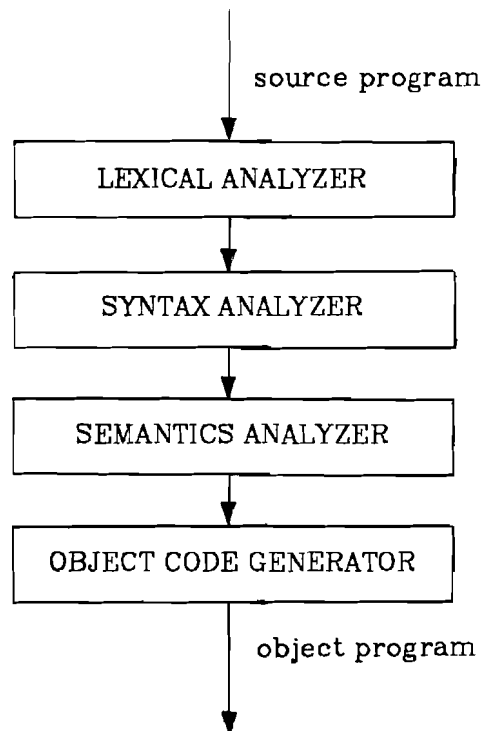 source program
LEXICAL ANALYZER
SYNTAX ANALYZER
SEMANTICS ANALYZER
OBJECT CODE GENERATOR
object program